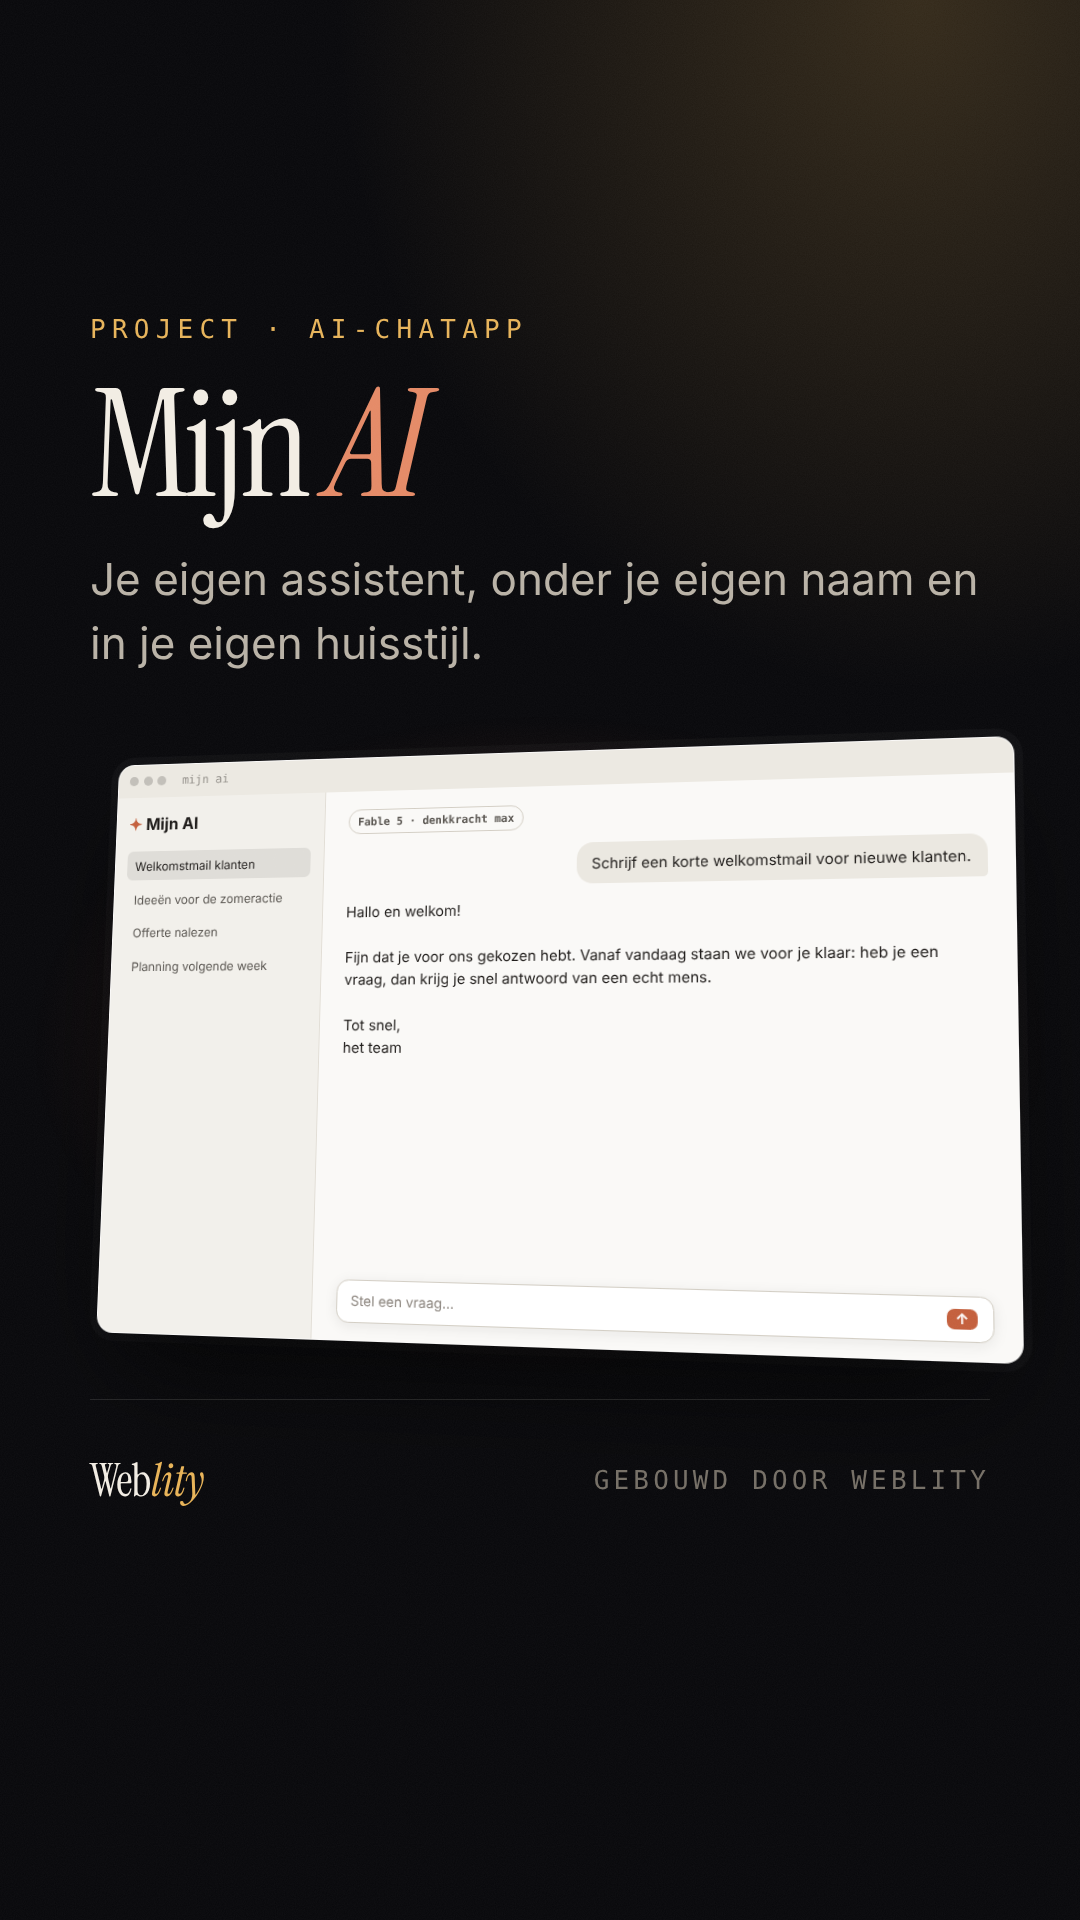 PROJECT · AI-CHATAPP
Mijn AI
Je eigen assistent, onder je eigen naam en
in je eigen huisstijl.
mijn ai
Mijn AI
Welkomstmail klanten
Ideeën voor de zomeractie
Offerte nalezen
Planning volgende week
Fable 5 · denkkracht max
Schrijf een korte welkomstmail voor nieuwe klanten.
Hallo en welkom!
Fijn dat je voor ons gekozen hebt. Vanaf vandaag staan we voor je klaar: heb je een
vraag, dan krijg je snel antwoord van een echt mens.
Tot snel,
het team
Stel een vraag...
Weblity
GEBOUWD DOOR WEBLITY